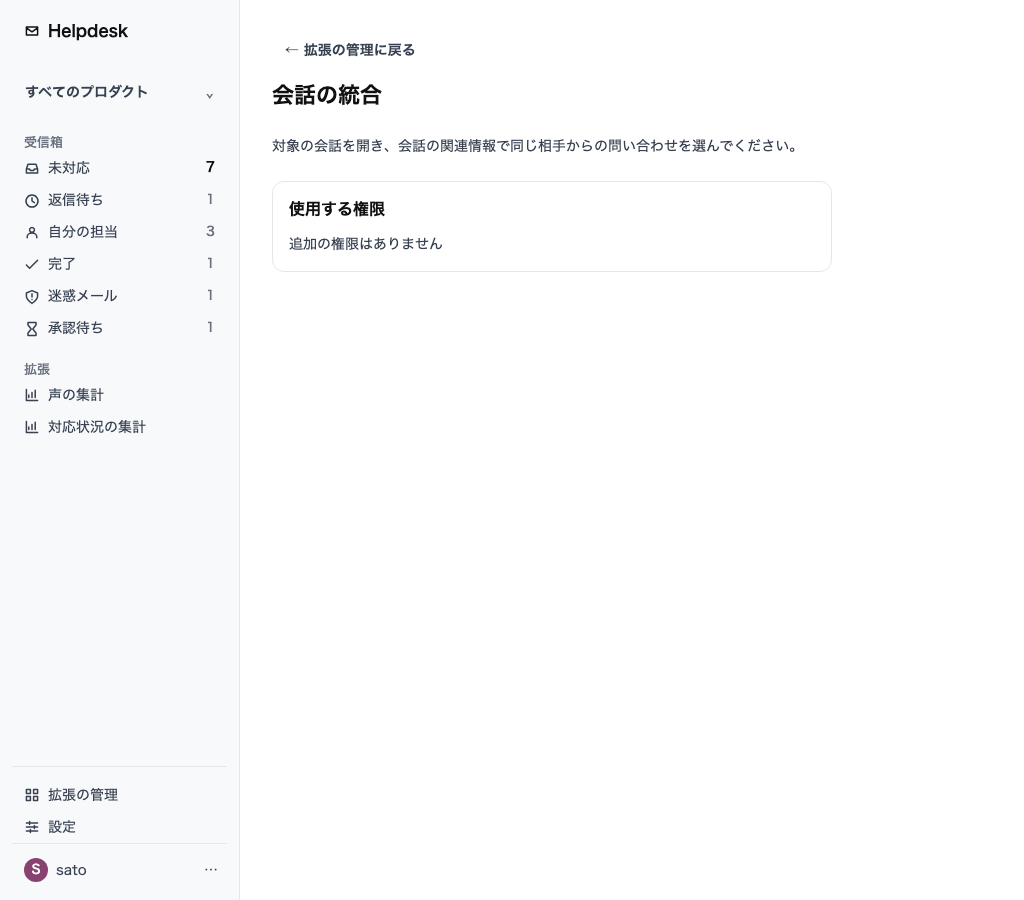 Helpdesk
すべてのプロダクト
受信箱
未対応 7
返信待ち 1
自分の担当 3
完了 1
迷惑メール 1
承認待ち 1
拡張
声の集計
対応状況の集計
拡張の管理
設定
S sato ...
← 拡張の管理に戻る
会話の統合
対象の会話を開き、会話の関連情報で同じ相手からの問い合わせを選んでください。
使用する権限
追加の権限はありません